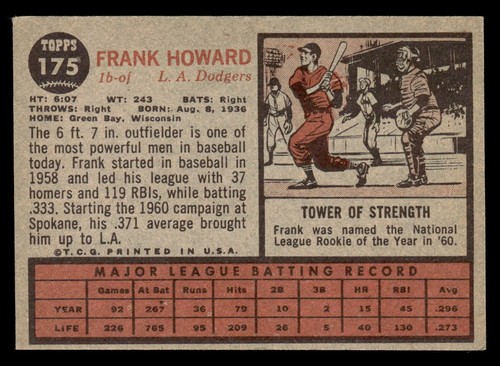 TOPPS
175
FRANK HOWARD
1b-of L. A. Dodgers
HT: 6:07 WT: 243 BATS: Right
THROWS: Right BORN: Aug. 8, 1936
HOME: Green Bay, Wisconsin
The 6 ft. 7 in. outfielder is one
of the most powerful men in baseball
today. Frank started in baseball in
1958 and led his league with 37
homers and 119 RBIs, while batting
.333. Starting the 1960 campaign at
Spokane, his .371 average brought
him up to L.A.
© T. C. G. PRINTED IN U.S.A.
TOWER OF STRENGTH
Frank was named the National
League Rookie of the Year in '60.
MAJOR LEAGUE BATTING RECORD
Games At Bat Runs Hits 2B 3B HR RBI Avg
YEAR 92 267 36 79 10 2 15 45 .296
LIFE 226 765 95 209 26 5 40 130 .273